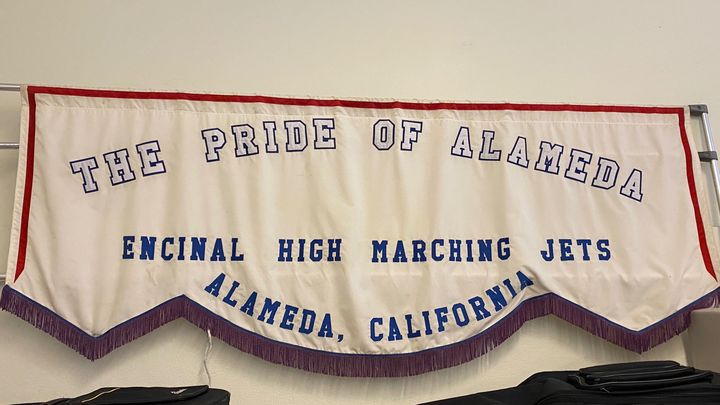 THE PRIDE OF ALAMEDA
ENCINAL HIGH MARCHING JETS
ALAMEDA, CALIFORNIA